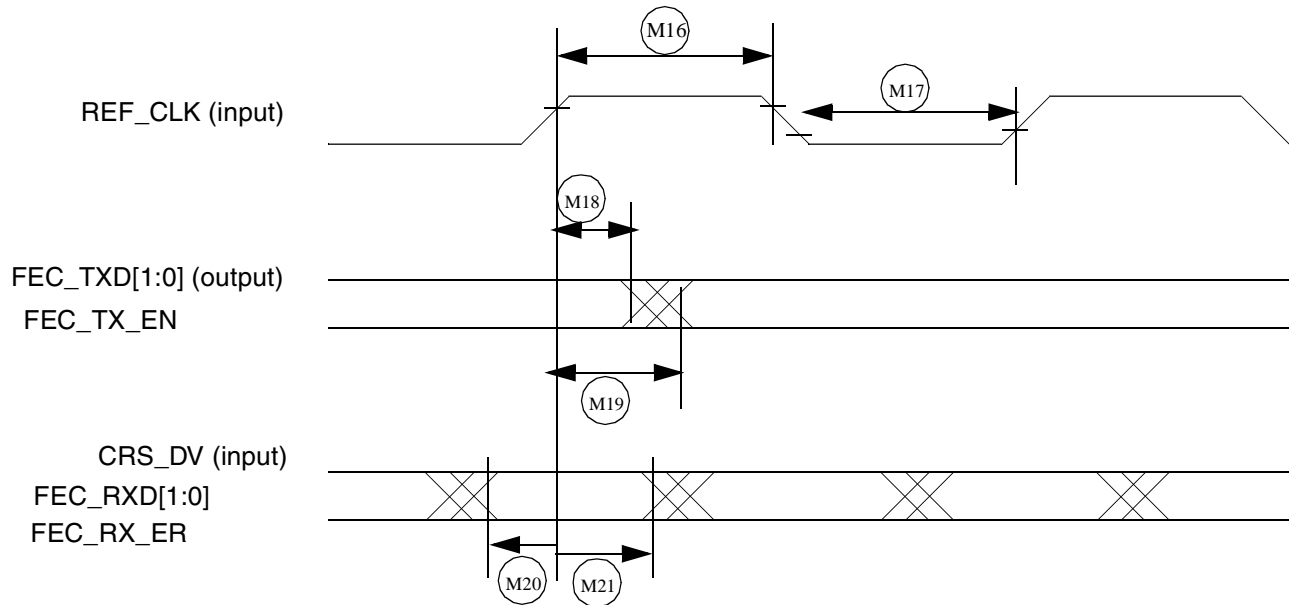 M16
REF_CLK (input)
M17
M18
FEC_TXD[1:0] (output)
FEC_TX_EN
M19
CRS_DV (input)
FEC_RXD[1:0]
FEC_RX_ER
M20
M21